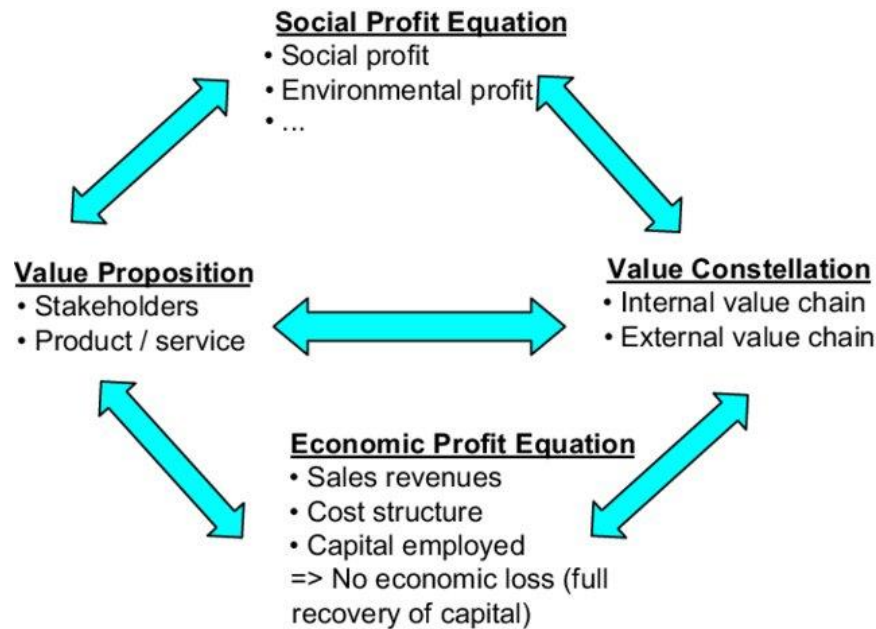 Social Profit Equation
• Social profit
• Environmental profit
• ...
Value Proposition
• Stakeholders
• Product / service
Value Constellation
• Internal value chain
• External value chain
Economic Profit Equation
• Sales revenues
• Cost structure
• Capital employed
=> No economic loss (full
recovery of capital)